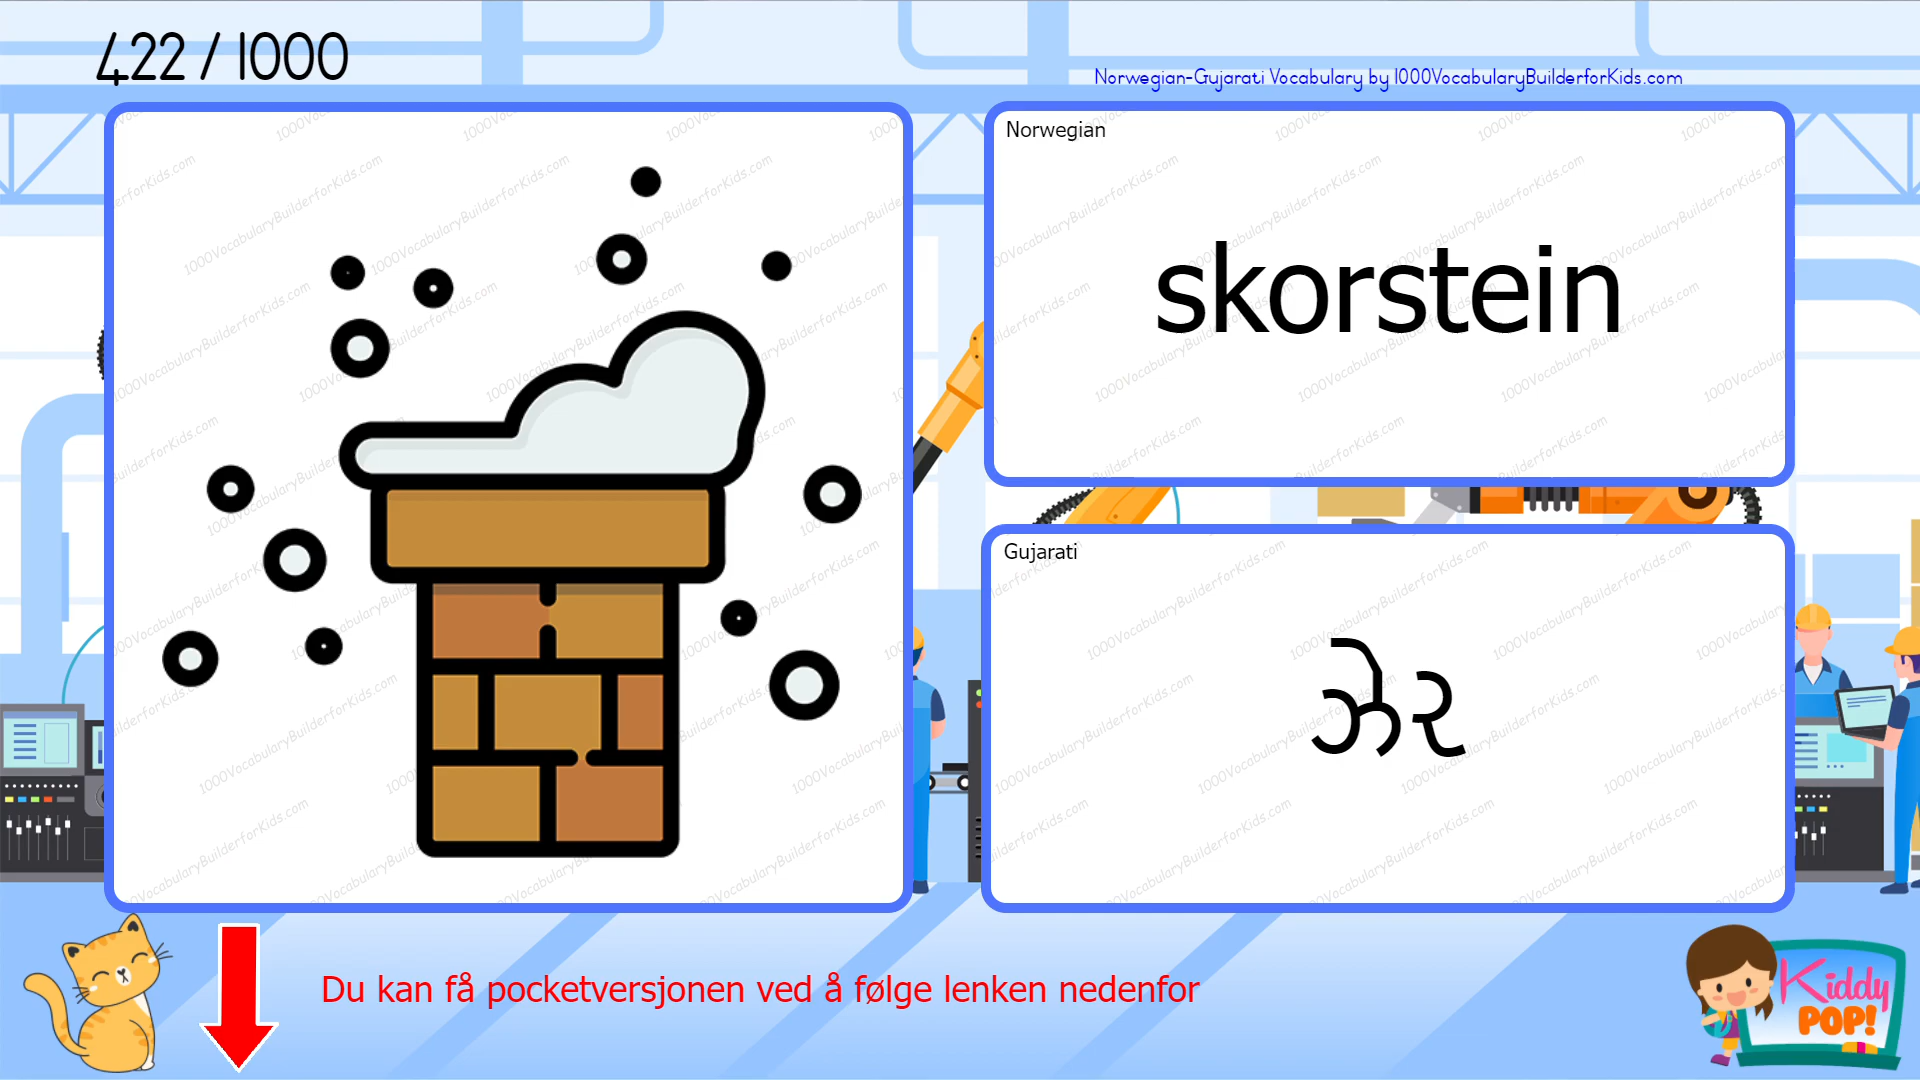 422 / 1000
Norwegian-Gujarati Vocabulary by 1000VocabularyBuilderforKids.com
Norwegian
skorstein
Gujarati
ઝેર
Du kan få pocketversjonen ved å følge lenken nedenfor
Kiddy
POP!